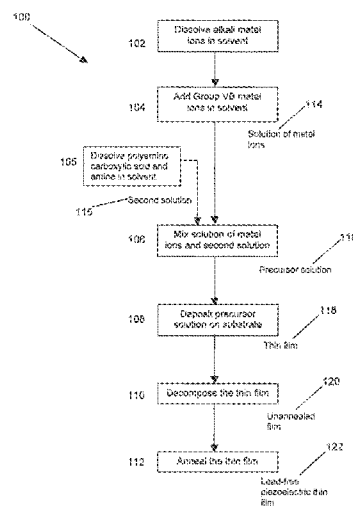 100
102
Dissolve alkali metal
ions in solvent
104
Add Group VB metal
ions in solvent
114
Solution of metal
ions
105
Dissolve polyamino
carboxylic acid and
amine in solvent
115
Second solution
106
Mix solution of metal
ions and second solution
116
Precursor solution
108
Deposit precursor
solution on substrate
118
Thin film
110
Decompose the thin film
120
Unannealed
film
112
Anneal the thin film
122
Lead-free
piezoelectric thin
film